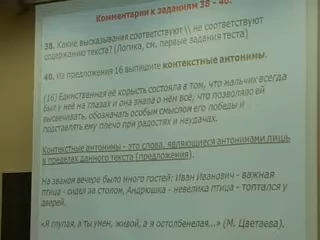 Комментарии к заданиям 38 - 40.
38. Какие высказывания соответствуют \\ не соответствуют
содержанию текста? (Логика, см. первые задания теста)
40. Из предложения 16 выпишите контекстные антонимы.
(16) Единственная её корысть состояла в том, что мальчик всегда
был у неё на глазах и она знала о нём всё, что позволяло ей
высвечивать, обозначать особым смыслом его победы и
подставлять ему плечо при радостях и неудачах.
Контекстные антонимы - это слова, являющиеся антонимами лишь
в пределах данного текста (предложения).
На званом вечере было много гостей: Иван Иванович - важная
птица - сидел за столом, Андрюшка - невелика птица - топтался у
дверей.
«Я глупая, а ты умен, живой, а я остолбенелая...» (М. Цветаева),